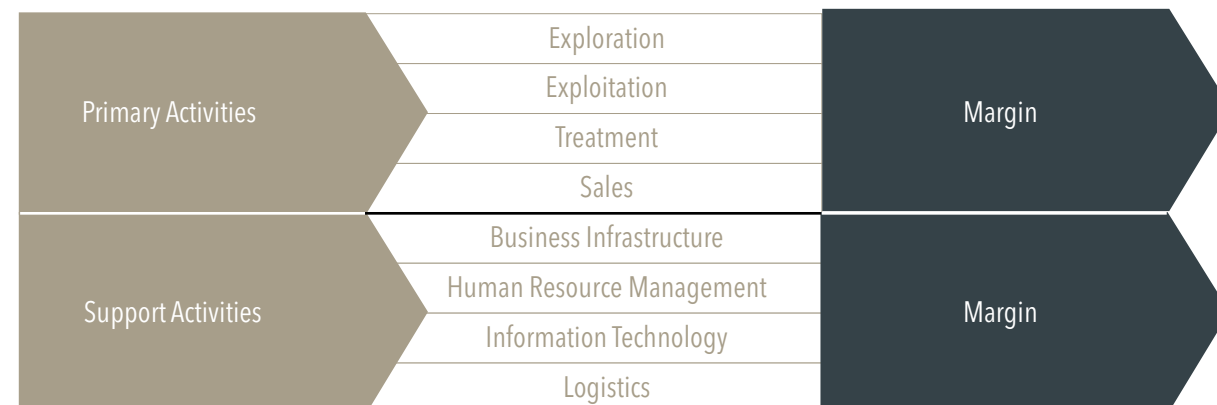 Primary Activities
Exploration
Exploitation
Treatment
Sales
Margin
Support Activities
Business Infrastructure
Human Resource Management
Information Technology
Logistics
Margin